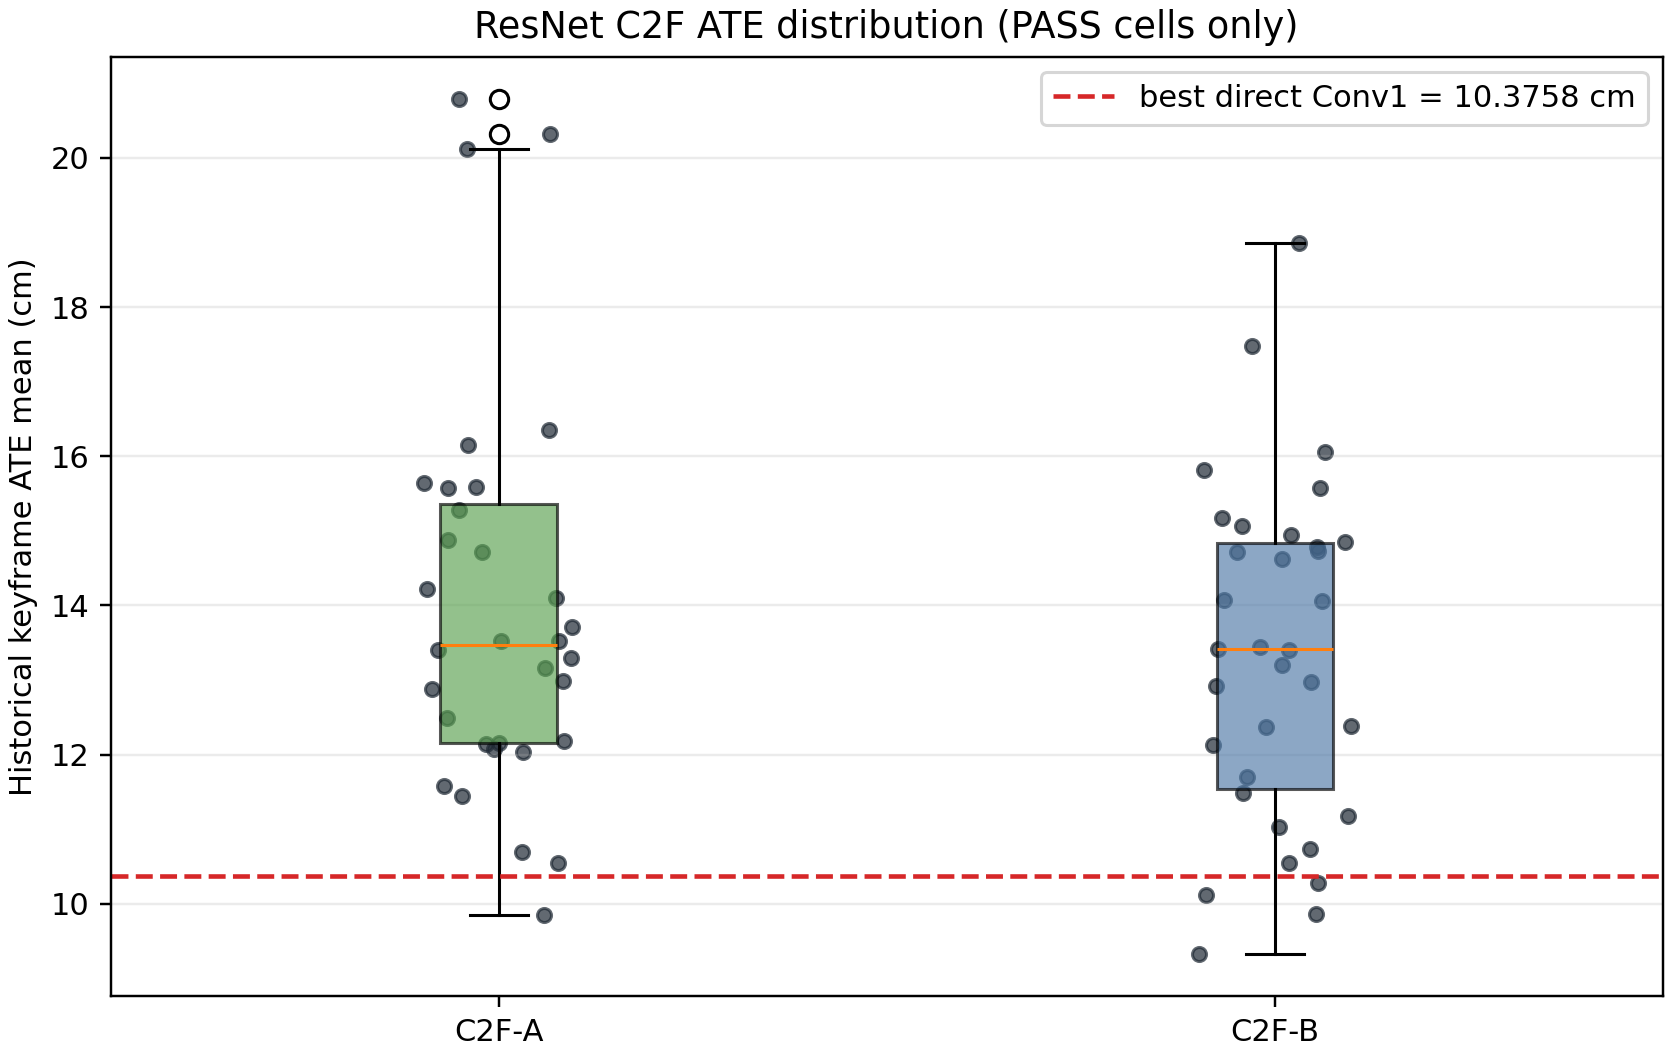 ResNet C2F ATE distribution (PASS cells only)
best direct Conv1 = 10.3758 cm
Historical keyframe ATE mean (cm)
20
18
16
14
12
10
C2F-A
C2F-B